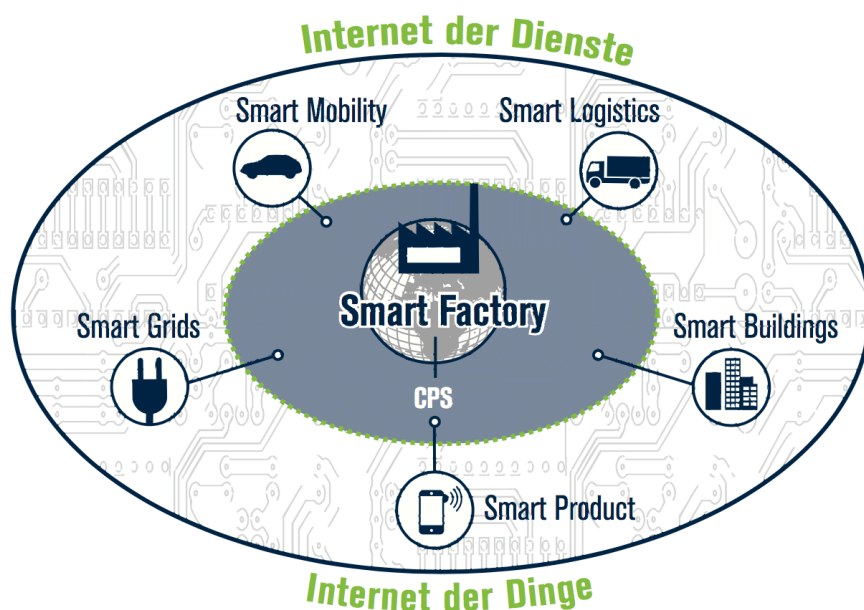 Internet der Dienste
Smart Mobility
Smart Logistics
Smart Factory
Smart Grids
Smart Buildings
CPS
Smart Product
Internet der Dinge